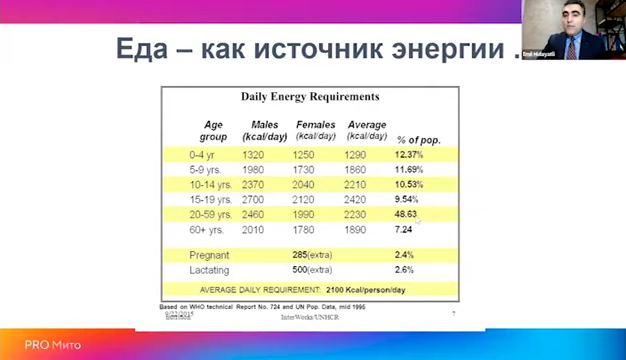 Еда – как источник энергии .
Emil Hidayatli
Daily Energy Requirements
Age group Males (kcal/day) Females (kcal/day) Average (kcal/day) % of pop.
0-4 yr 1320 1250 1290 12.37%
5-9 yrs. 1980 1730 1860 11.69%
10-14 yrs. 2370 2040 2210 10.53%
15-19 yrs. 2700 2120 2420 9.54%
20-59 yrs. 2460 1990 2230 48.63
60+ yrs. 2010 1780 1890 7.24
Pregnant 285(extra) 2.4%
Lactating 500(extra) 2.6%
AVERAGE DAILY REQUIREMENT: 2100 Kcal/person/day
Based on WHO technical Report No. 724 and UN Pop. Data, mid 1995
9/22/2015 InterWorks/UNHCR 7
PRO Мито